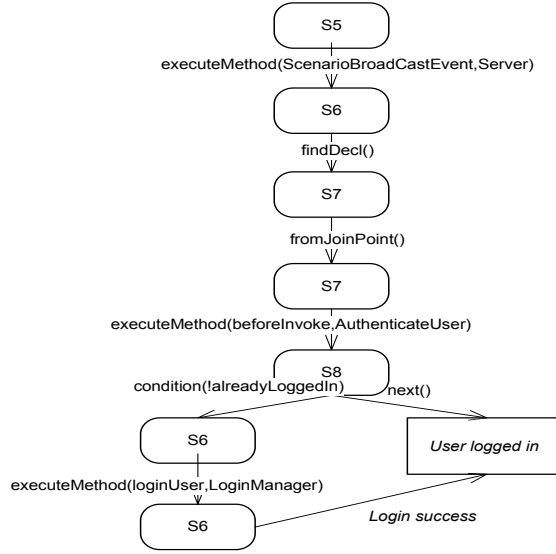 S5
executeMethod(ScenarioBroadCastEvent,Server)
S6
findDecl()
S7
fromJoinPoint()
S7
executeMethod(beforeInvoke,AuthenticateUser)
S8
condition(!alreadyLoggedIn)
next()
S6
User logged in
executeMethod(loginUser,LoginManager)
S6
Login success